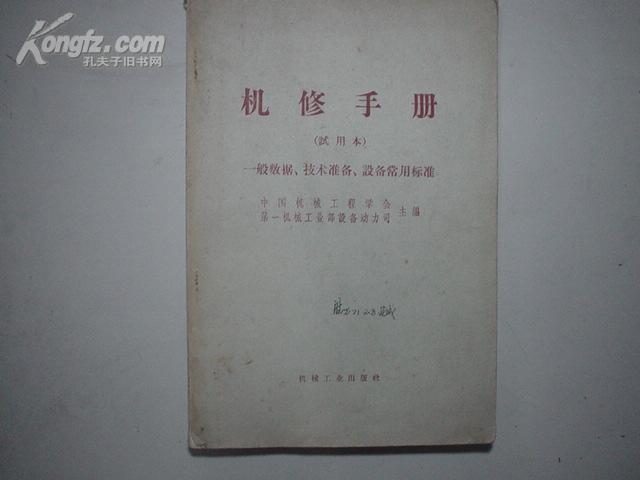 Kongfz.com
孔夫子旧书网
机修手册
(試用本)
一般数据、技术准备、設备常用标准
中国机械工程学会
第一机械工业部設备动力司 主編
机械工业出版社